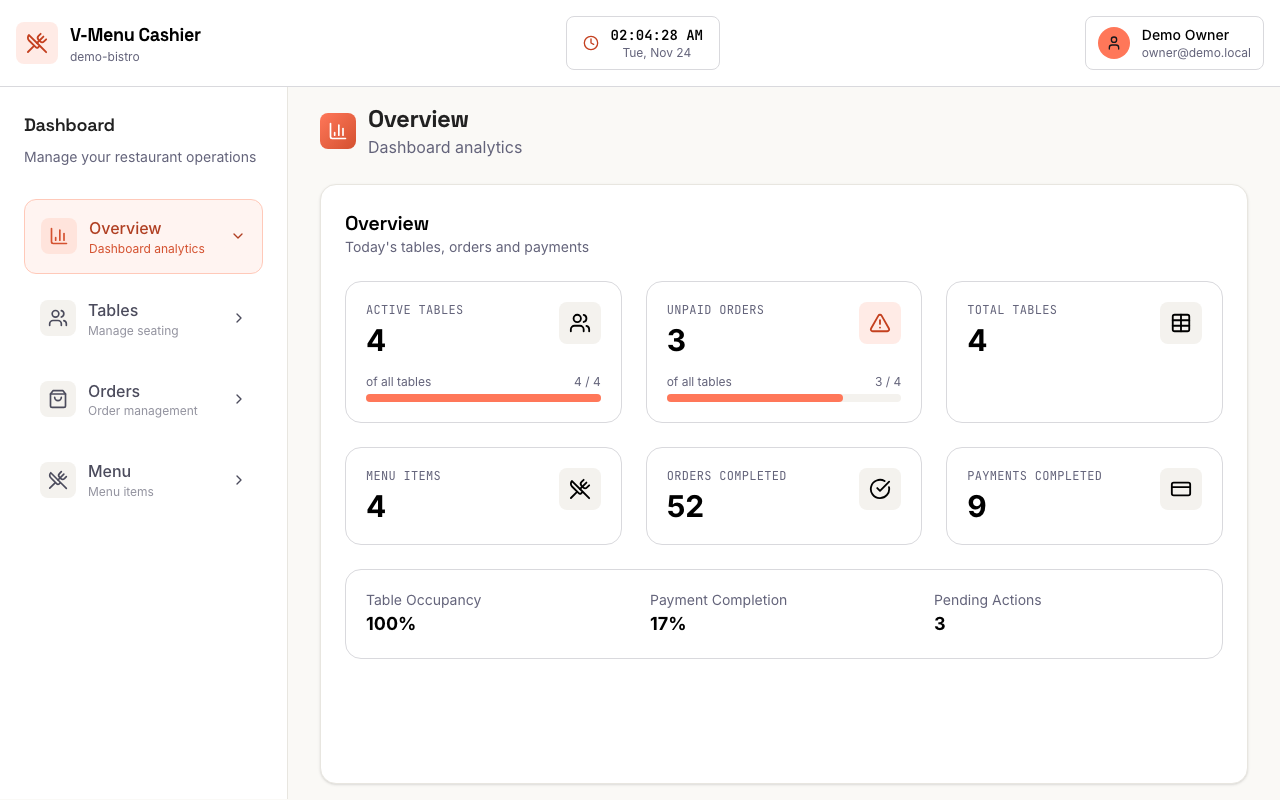 V-Menu Cashier
demo-bistro
02:04:28 AM
Tue, Nov 24
Demo Owner
owner@demo.local
Dashboard
Manage your restaurant operations
Overview
Dashboard analytics
Tables
Manage seating
Orders
Order management
Menu
Menu items
Overview
Dashboard analytics
Overview
Today's tables, orders and payments
ACTIVE TABLES
4
of all tables 4 / 4
UNPAID ORDERS
3
of all tables 3 / 4
TOTAL TABLES
4
MENU ITEMS
4
ORDERS COMPLETED
52
PAYMENTS COMPLETED
9
Table Occupancy
100%
Payment Completion
17%
Pending Actions
3